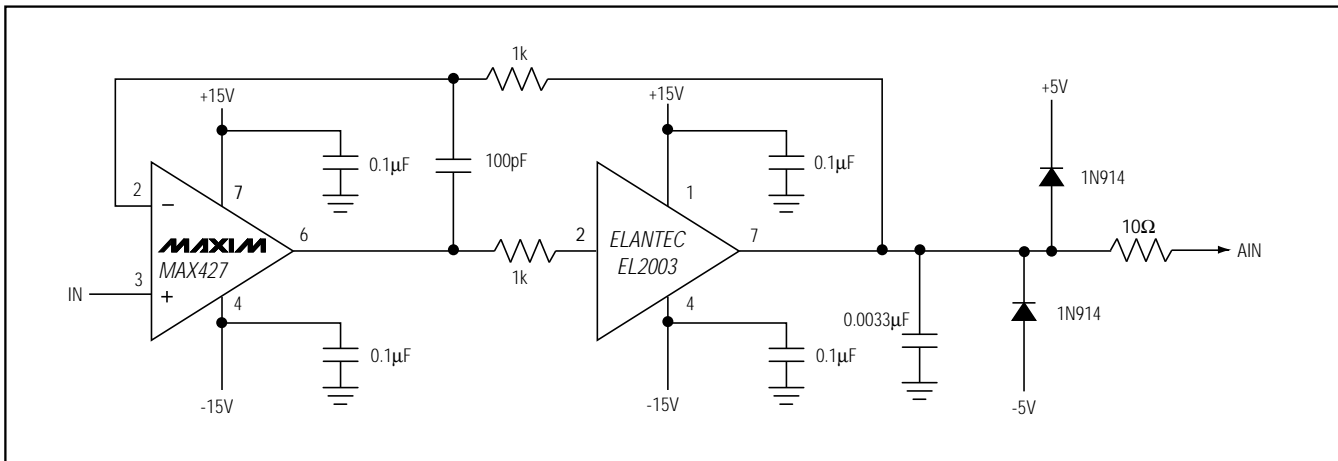 1k
+15V
+15V
+5V
0.1µF
100pF
0.1µF
1N914
2
7
1
−
MAXIM
MAX427
6
2
ELANTEC
EL2003
7
10Ω
AIN
1k
IN
3
+
4
4
0.0033µF
1N914
0.1µF
0.1µF
-15V
-15V
-5V